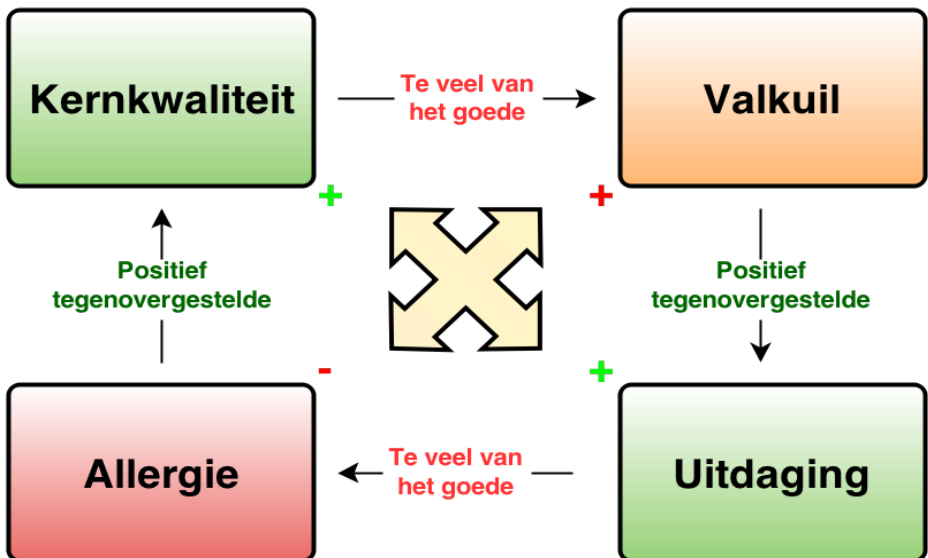 Kernkwaliteit
Te veel van
het goede
Valkuil
+
+
Positief
tegenovergestelde
Positief
tegenovergestelde
-
+
Allergie
Te veel van
het goede
Uitdaging